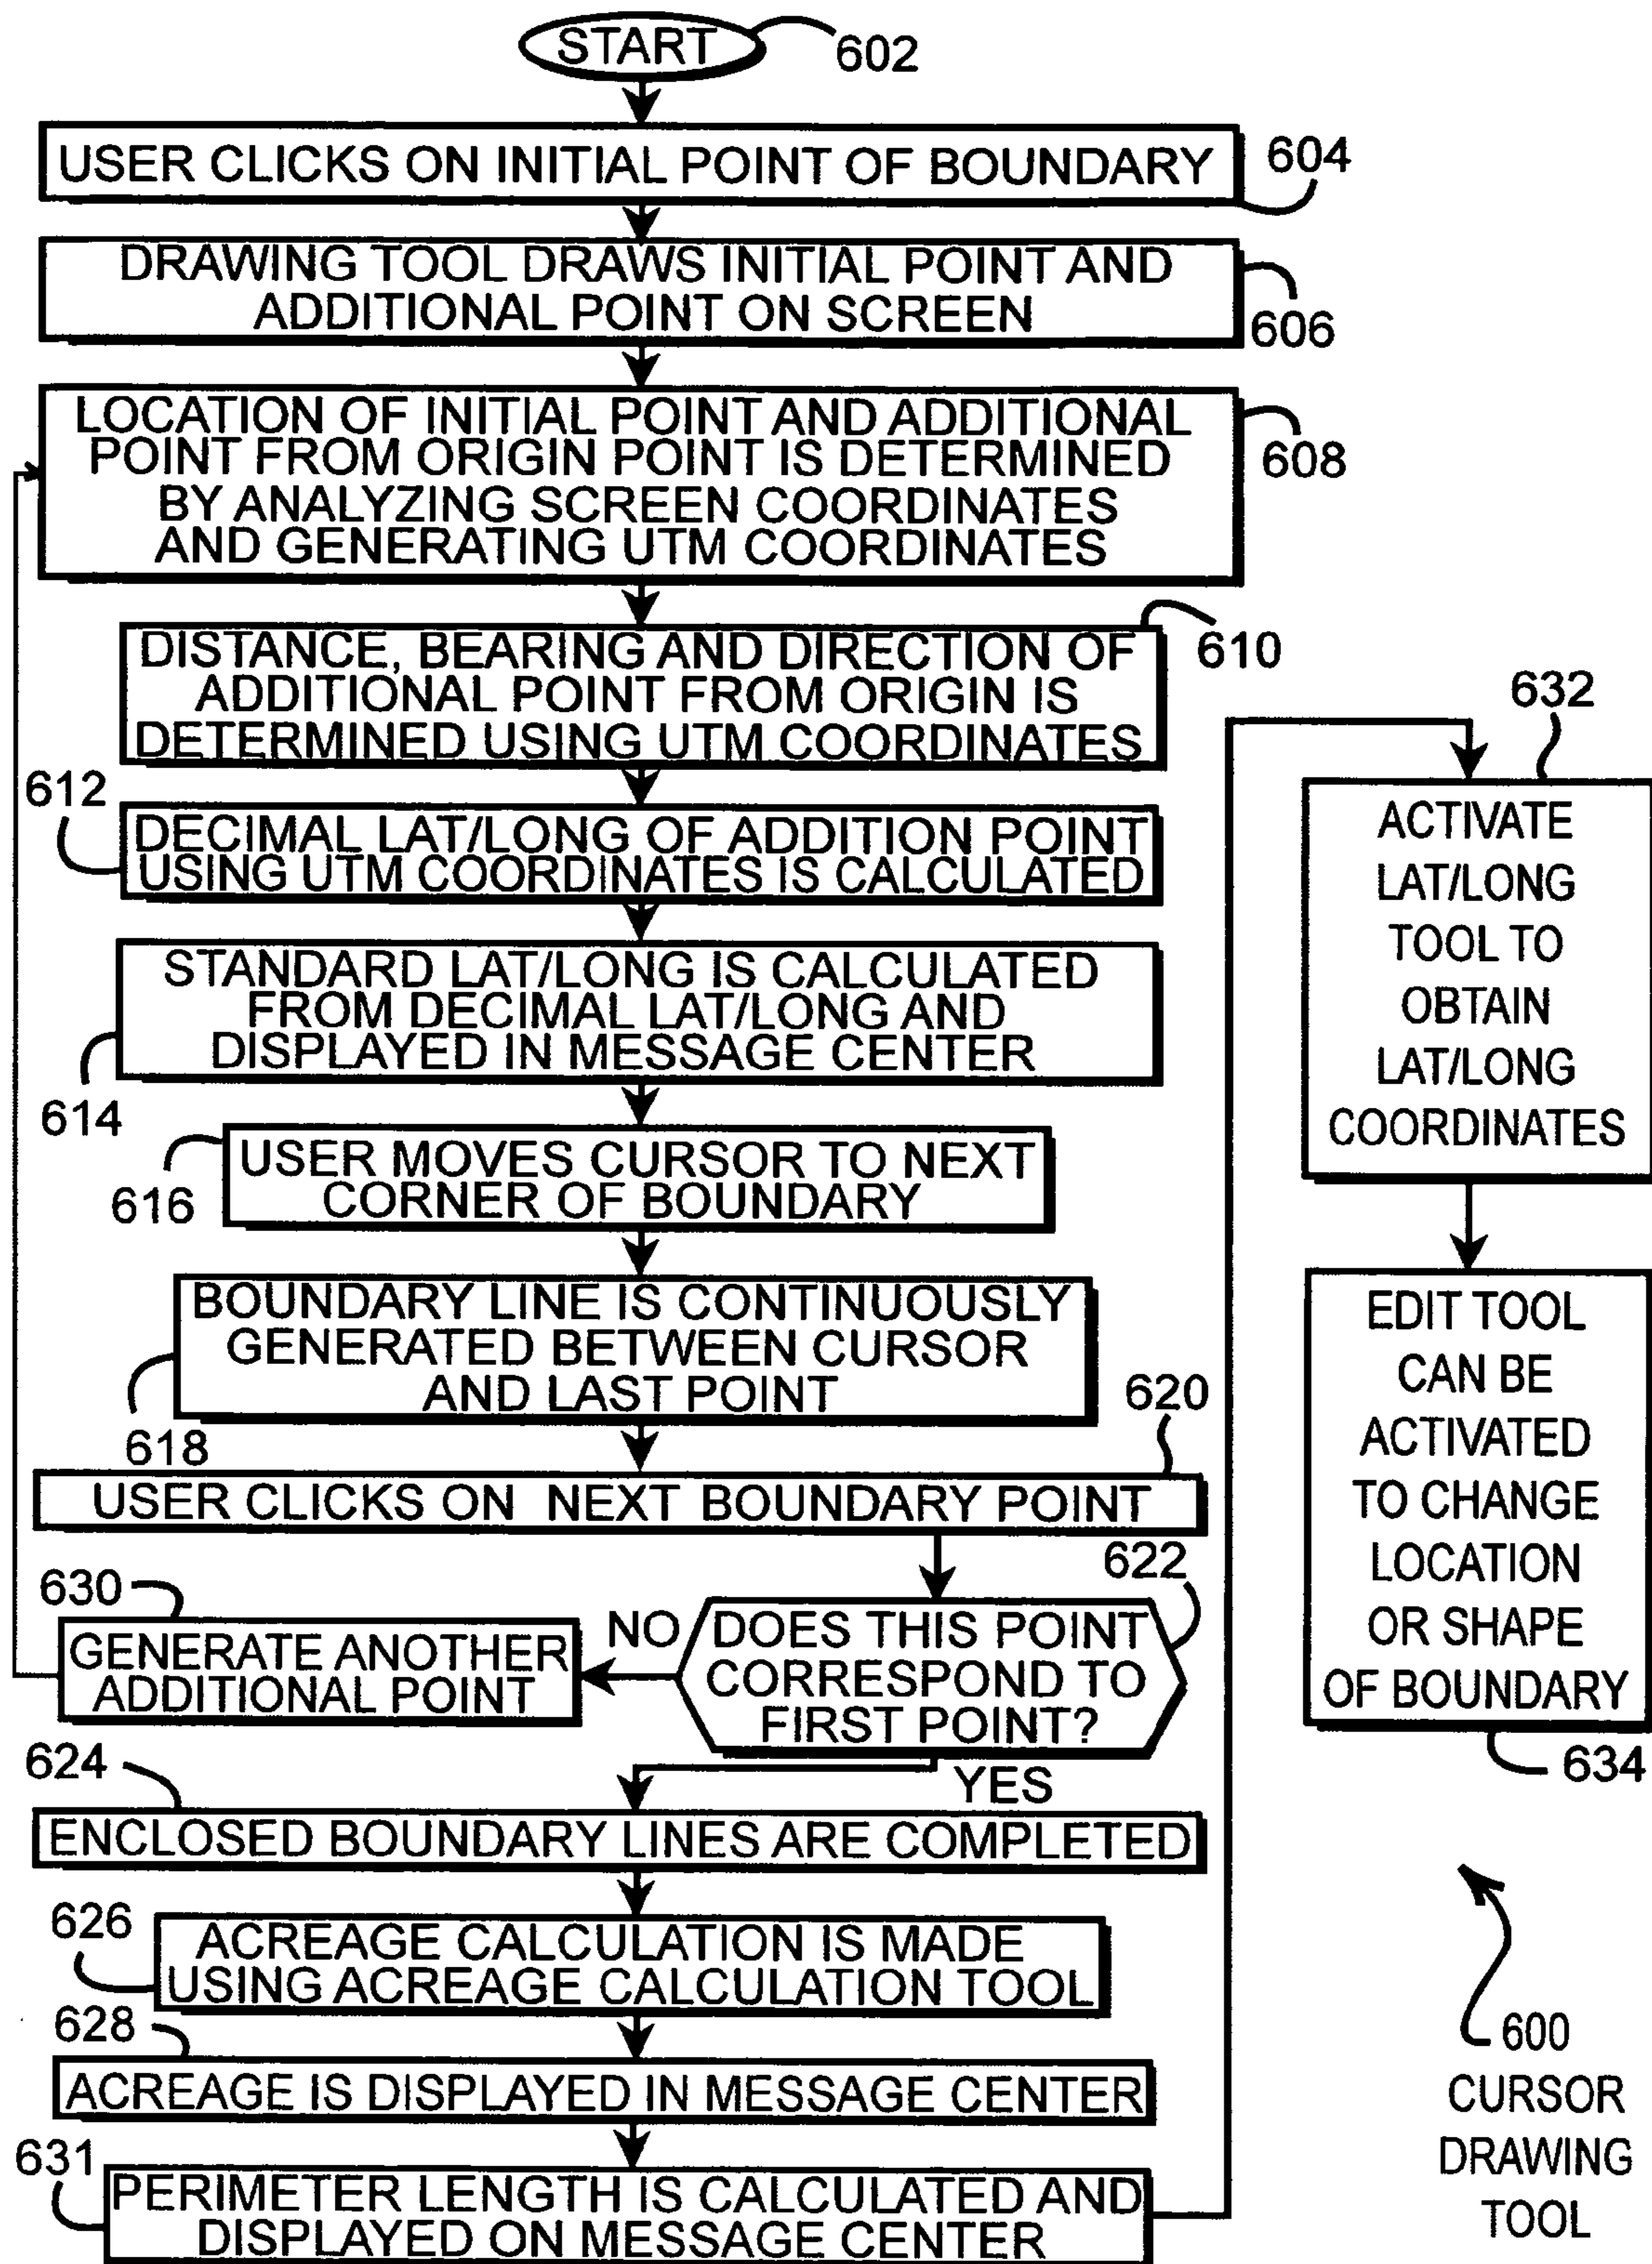 START
602
USER CLICKS ON INITIAL POINT OF BOUNDARY
604
DRAWING TOOL DRAWS INITIAL POINT AND
ADDITIONAL POINT ON SCREEN
606
LOCATION OF INITIAL POINT AND ADDITIONAL
POINT FROM ORIGIN POINT IS DETERMINED
BY ANALYZING SCREEN COORDINATES
AND GENERATING UTM COORDINATES
608
DISTANCE, BEARING AND DIRECTION OF
ADDITIONAL POINT FROM ORIGIN IS
DETERMINED USING UTM COORDINATES
610
612
DECIMAL LAT/LONG OF ADDITION POINT
USING UTM COORDINATES IS CALCULATED
STANDARD LAT/LONG IS CALCULATED
FROM DECIMAL LAT/LONG AND
DISPLAYED IN MESSAGE CENTER
614
USER MOVES CURSOR TO NEXT
CORNER OF BOUNDARY
616
BOUNDARY LINE IS CONTINUOUSLY
GENERATED BETWEEN CURSOR
AND LAST POINT
618
620
USER CLICKS ON NEXT BOUNDARY POINT
622
DOES THIS POINT
CORRESPOND TO
FIRST POINT?
NO
630
GENERATE ANOTHER
ADDITIONAL POINT
YES
624
ENCLOSED BOUNDARY LINES ARE COMPLETED
626
ACREAGE CALCULATION IS MADE
USING ACREAGE CALCULATION TOOL
628
ACREAGE IS DISPLAYED IN MESSAGE CENTER
631
PERIMETER LENGTH IS CALCULATED AND
DISPLAYED ON MESSAGE CENTER
632
ACTIVATE
LAT/LONG
TOOL TO
OBTAIN
LAT/LONG
COORDINATES
EDIT TOOL
CAN BE
ACTIVATED
TO CHANGE
LOCATION
OR SHAPE
OF BOUNDARY
634
600
CURSOR
DRAWING
TOOL